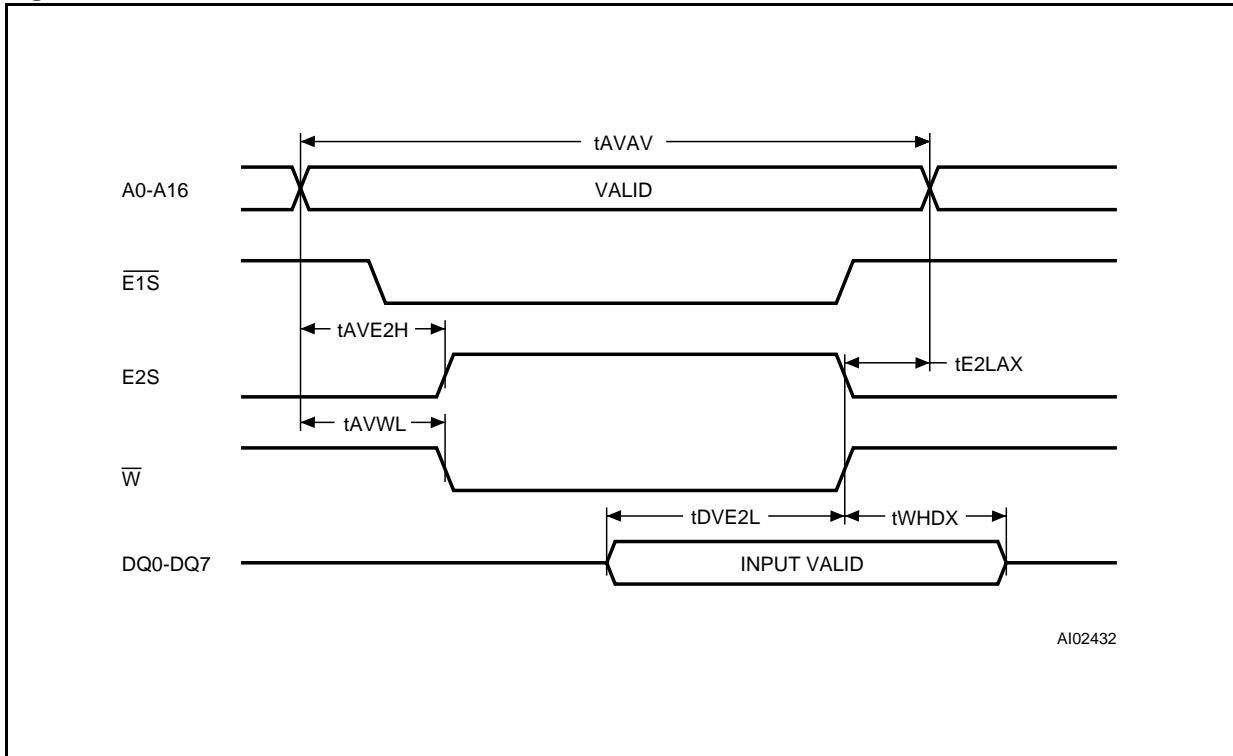 tAVAV
A0-A16
VALID
E1S
tAVE2H
E2S
tE2LAX
tAVWL
W
tDVE2L
tWHDX
DQ0-DQ7
INPUT VALID
AI02432